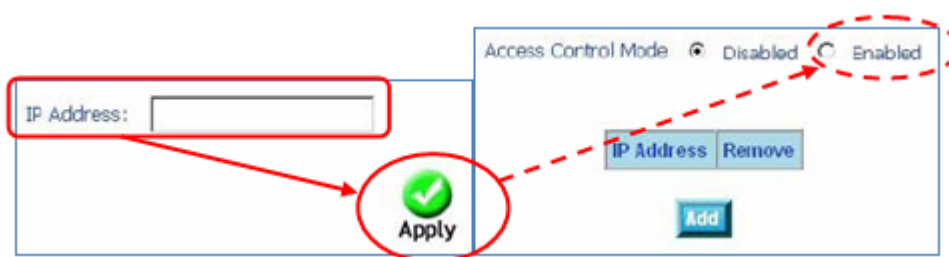 Access Control Mode Disabled Enabled
IP Address:
IP Address Remove
Apply
Add